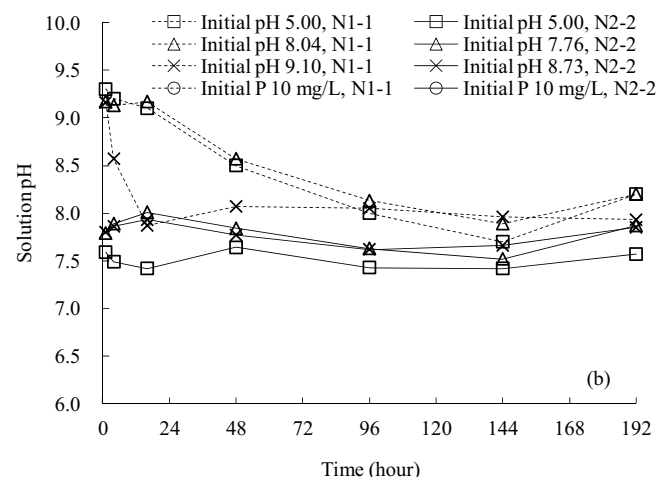 Initial pH 5.00, N1-1 Initial pH 5.00, N2-2
Initial pH 8.04, N1-1 Initial pH 7.76, N2-2
Initial pH 9.10, N1-1 Initial pH 8.73, N2-2
Initial P 10 mg/L, N1-1 Initial P 10 mg/L, N2-2
10.0
9.5
9.0
8.5
8.0
7.5
7.0
6.5
6.0
Solution pH
(b)
0 24 48 72 96 120 144 168 192
Time (hour)